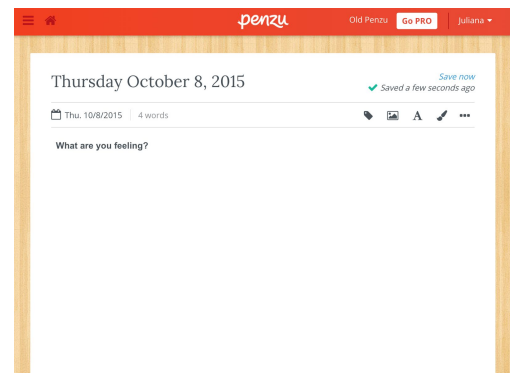 penzu
Old Penzu Go PRO Juliana
Thursday October 8, 2015
Save now
Saved a few seconds ago
Thu. 10/8/2015 4 words
A
What are you feeling?